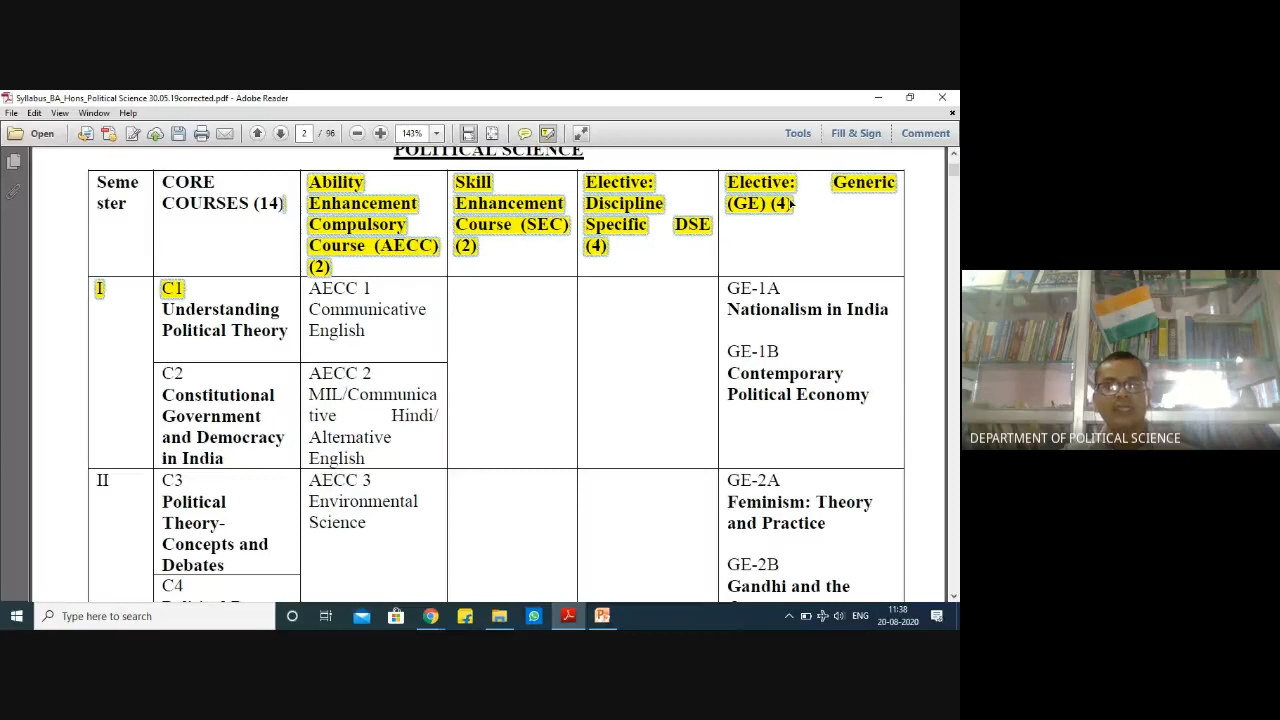 Syllabus_BA_Hons_Political Science 30.05.19corrected.pdf - Adobe Reader
File Edit View Window Help
Open 2 / 96 143% Tools Fill & Sign Comment
POLITICAL SCIENCE
Seme
ster
CORE
COURSES (14)
Ability
Enhancement
Compulsory
Course (AECC)
(2)
Skill
Enhancement
Course (SEC)
(2)
Elective:
Discipline
Specific DSE
(4)
Elective: Generic
(GE) (4)
I
C1
Understanding
Political Theory
AECC 1
Communicative
English
GE-1A
Nationalism in India
GE-1B
Contemporary
Political Economy
C2
Constitutional
Government
and Democracy
in India
AECC 2
MIL/Communica
tive Hindi/
Alternative
English
II
C3
Political
Theory-
Concepts and
Debates
AECC 3
Environmental
Science
GE-2A
Feminism: Theory
and Practice
GE-2B
Gandhi and the
C4
DEPARTMENT OF POLITICAL SCIENCE
Type here to search
ENG
11:38
20-08-2020